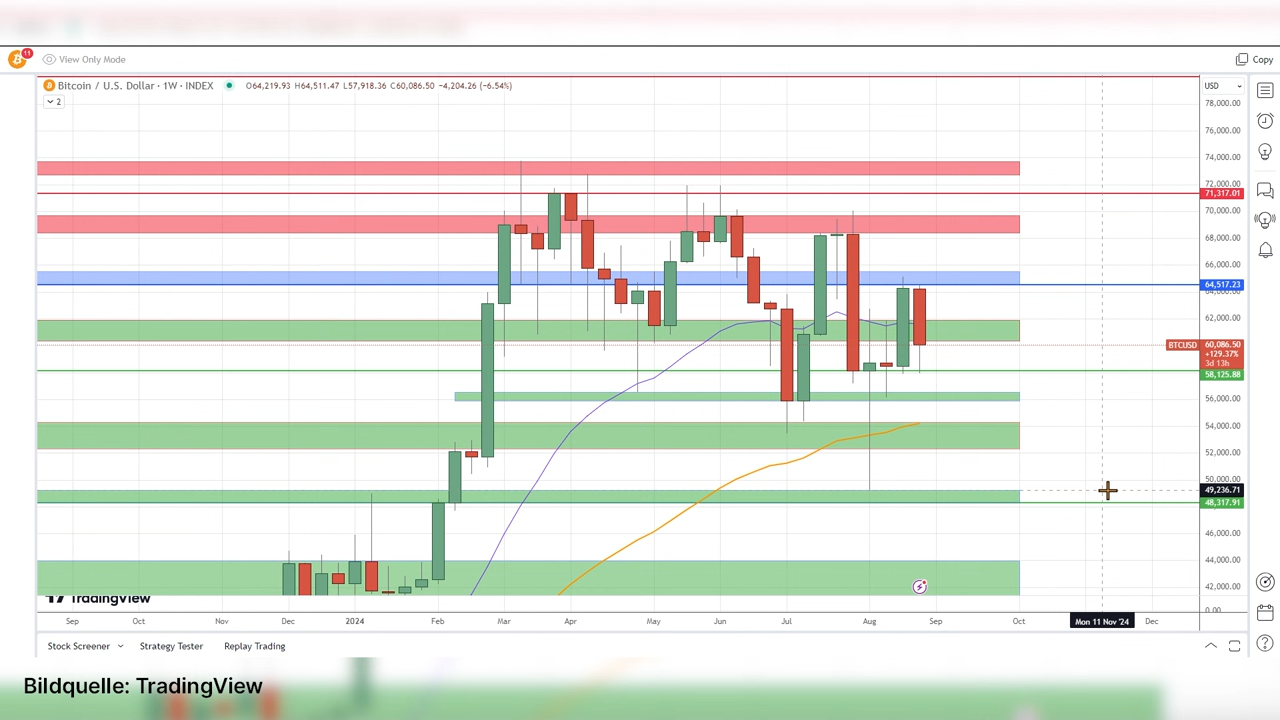 11
View Only Mode
Copy
Bitcoin / U.S. Dollar · 1W · INDEX
O64,219.93 H64,511.47 L57,918.36 C60,086.50 −4,204.26 (−6.54%)
USD
2
78,000.00
76,000.00
74,000.00
72,000.00
71,317.01
70,000.00
68,000.00
66,000.00
64,517.23
64,000.00
62,000.00
BTCUSD 60,086.50
+129.37%
3d 13h
58,125.88
56,000.00
54,000.00
52,000.00
50,000.00
49,236.71
48,317.91
46,000.00
44,000.00
42,000.00
0.00
TradingView
Sep Oct Nov Dec 2024 Feb Mar Apr May Jun Jul Aug Sep Oct Mon 11 Nov '24 Dec
Stock Screener Strategy Tester Replay Trading
Bildquelle: TradingView